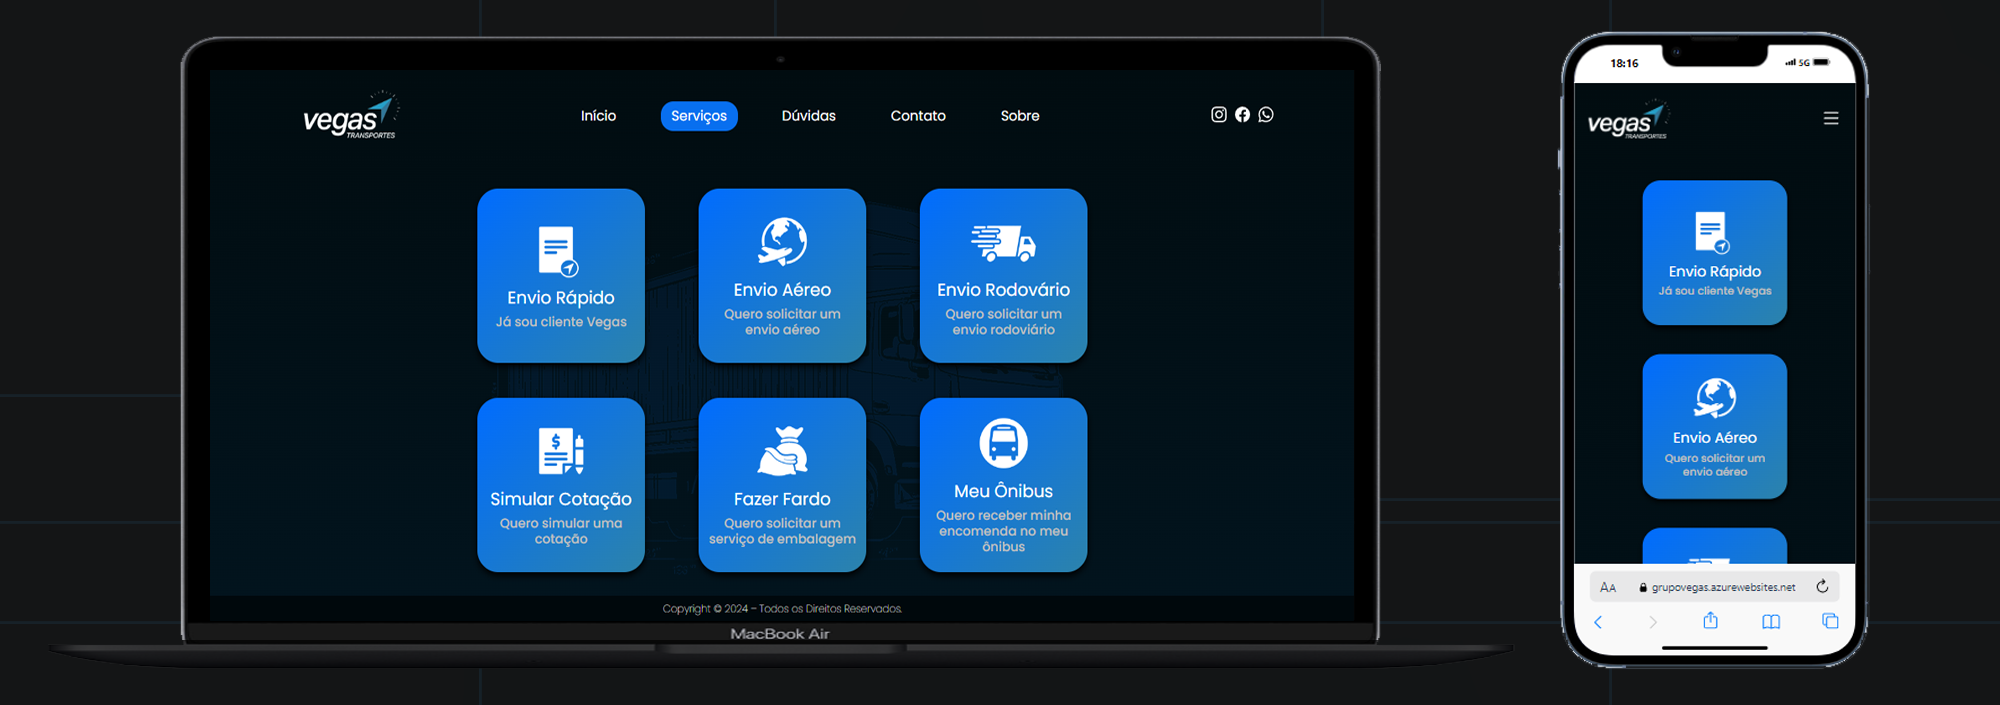 vegas
TRANSPORTES
Início
Serviços
Dúvidas
Contato
Sobre
Envio Rápido
Já sou cliente Vegas
Envio Aéreo
Quero solicitar um
envio aéreo
Envio Rodovário
Quero solicitar um
envio rodoviário
Simular Cotação
Quero simular uma
cotação
Fazer Fardo
Quero solicitar um
serviço de embalagem
Meu Ônibus
Quero receber minha
encomenda no meu
ônibus
Copyright © 2024 – Todos os Direitos Reservados.
MacBook Air
18:16
5G
vegas
TRANSPORTES
Envio Rápido
Já sou cliente Vegas
Envio Aéreo
Quero solicitar um
envio aéreo
AA
grupovegas.azurewebsites.net